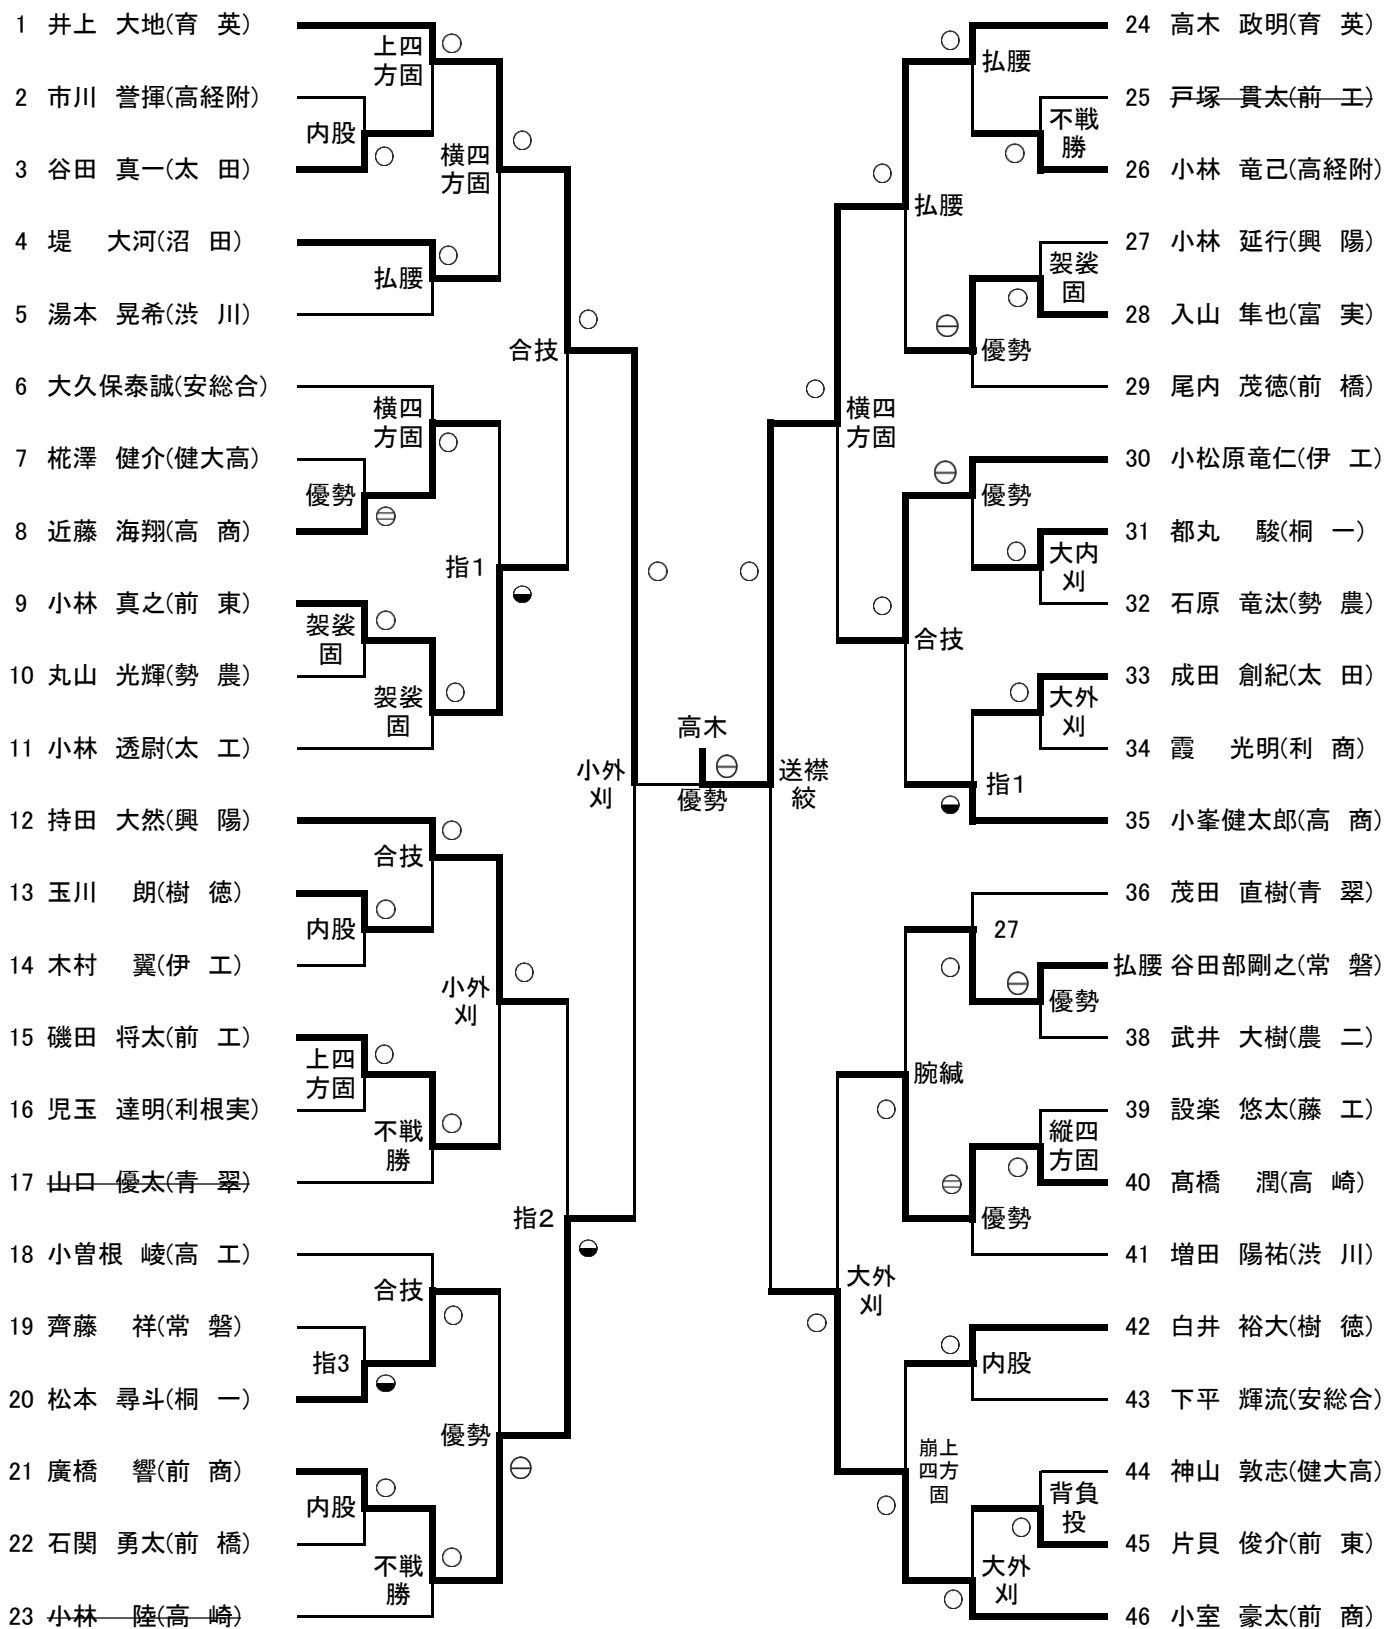 1 井上 大地(育 英)
2 市川 誉揮(高経附)
3 谷田 真一(太 田)
4 堤 大河(沼 田)
5 湯本 晃希(渋 川)
6 大久保泰誠(安総合)
7 椛澤 健介(健大高)
8 近藤 海翔(高 商)
9 小林 真之(前 東)
10 丸山 光輝(勢 農)
11 小林 透尉(太 工)
12 持田 大然(興 陽)
13 玉川 朗(樹 徳)
14 木村 翼(伊 工)
15 磯田 将太(前 工)
16 児玉 達明(利根実)
17 山口 優太(青 翠)
18 小曽根 崚(高 工)
19 齊藤 祥(常 磐)
20 松本 尋斗(桐 一)
21 廣橋 響(前 商)
22 石関 勇太(前 橋)
23 小林 陸(高 崎)
上四
方固
内股
払腰
横四
方固
優勢
袈裟
固
袈裟
固
合技
内股
上四
方固
不戦
勝
合技
指3
内股
不戦
勝
横四
方固
指1
小外
刈
優勢
合技
指2
小外
刈
高木
優勢
送襟
絞
横四
方固
大外
刈
払腰
合技
腕緘
崩上
四方
固
払腰
不戦
勝
袈裟
固
優勢
優勢
大内
刈
大外
刈
指1
27
優勢
縦四
方固
優勢
内股
背負
投
大外
刈
24 高木 政明(育 英)
25 戸塚 貫太(前 工)
26 小林 竜己(高経附)
27 小林 延行(興 陽)
28 入山 隼也(富 実)
29 尾内 茂徳(前 橋)
30 小松原竜仁(伊 工)
31 都丸 駿(桐 一)
32 石原 竜汰(勢 農)
33 成田 創紀(太 田)
34 霞 光明(利 商)
35 小峯健太郎(高 商)
36 茂田 直樹(青 翠)
払腰 谷田部剛之(常 磐)
38 武井 大樹(農 二)
39 設楽 悠太(藤 工)
40 髙橋 潤(高 崎)
41 増田 陽祐(渋 川)
42 白井 裕大(樹 徳)
43 下平 輝流(安総合)
44 神山 敦志(健大高)
45 片貝 俊介(前 東)
46 小室 豪太(前 商)